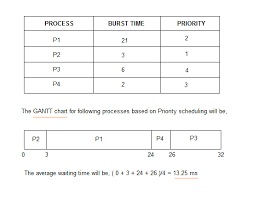 PROCESS BURST TIME PRIORITY
P1 21 2
P2 3 1
P3 6 4
P4 2 3
The GANTT chart for following processes based on Priority scheduling will be,
P2 P1 P4 P3
0 3 24 26 32
The average waiting time will be, ( 0 + 3 + 24 + 26 )/4 = 13.25 ms